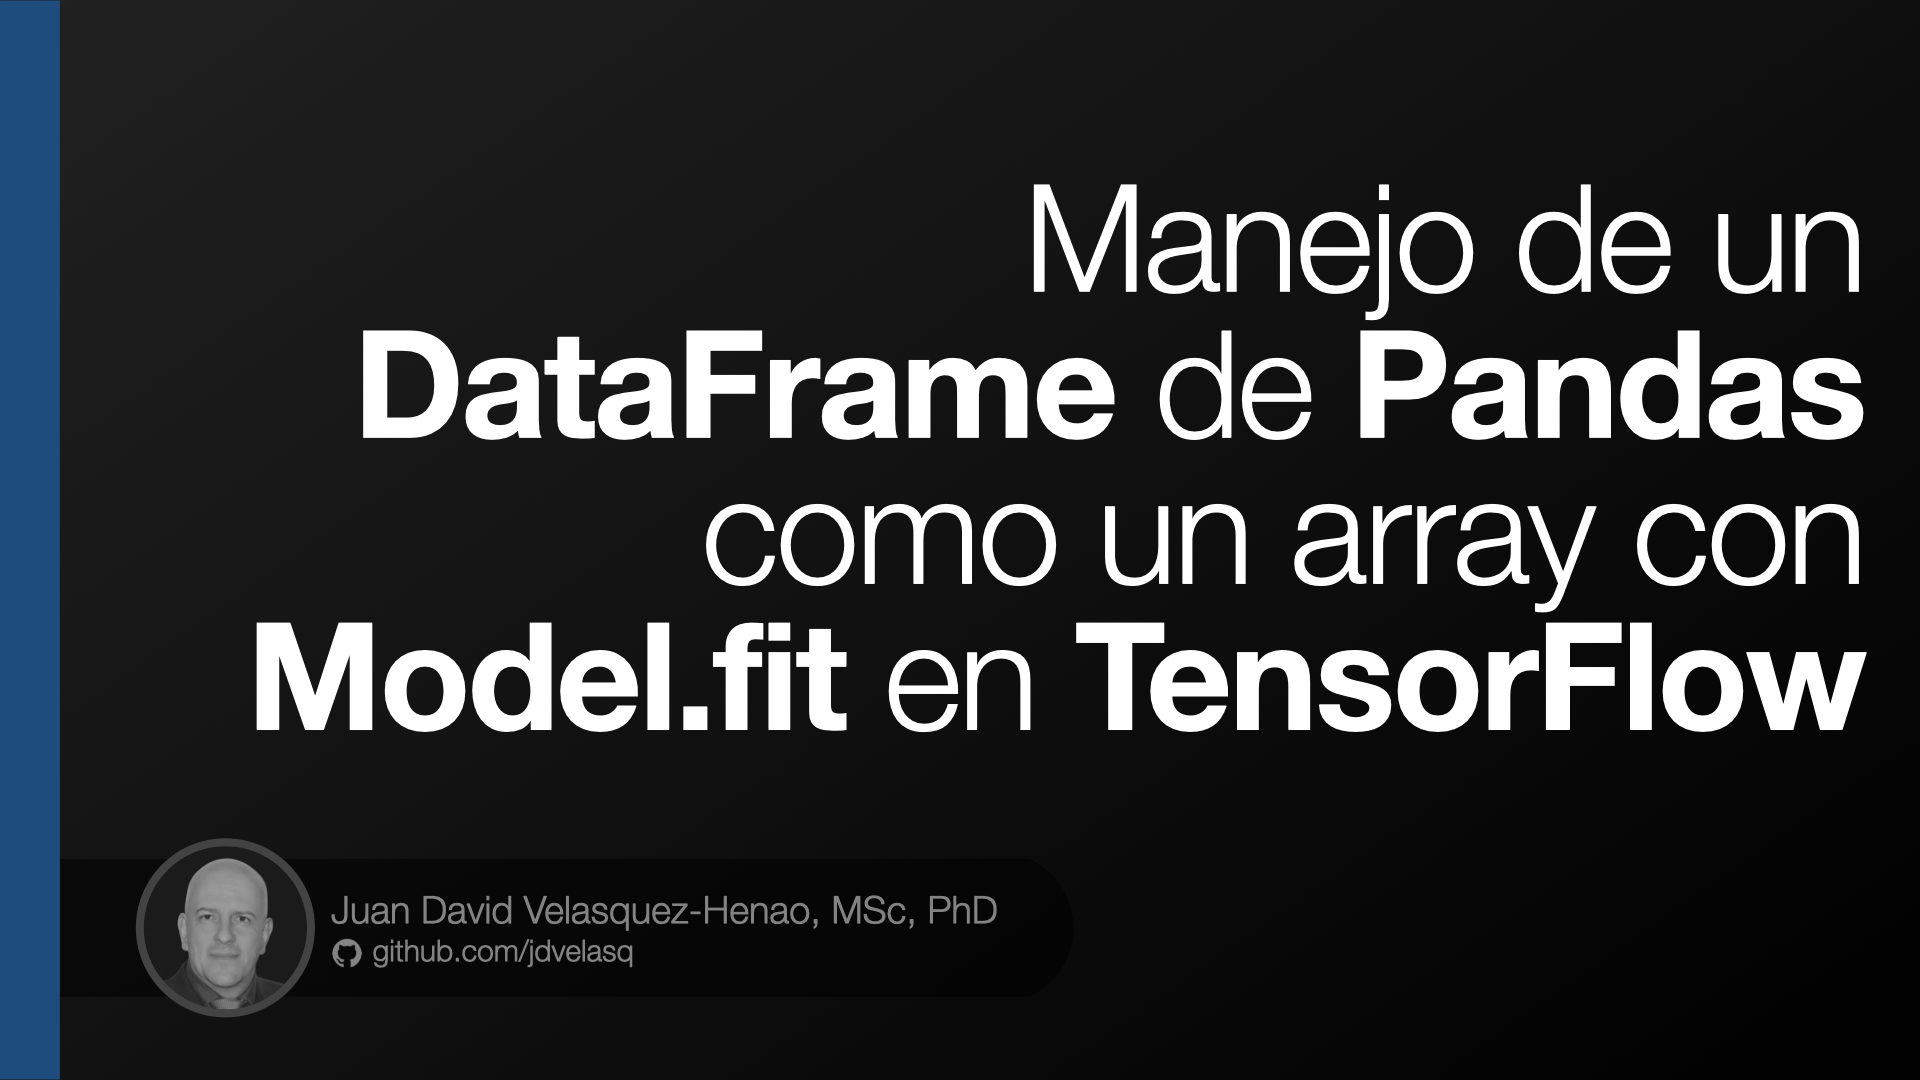 Manejo de un
DataFrame de Pandas
como un array con
Model.fit en TensorFlow
Juan David Velasquez-Henao, MSc, PhD
github.com/jdvelasq